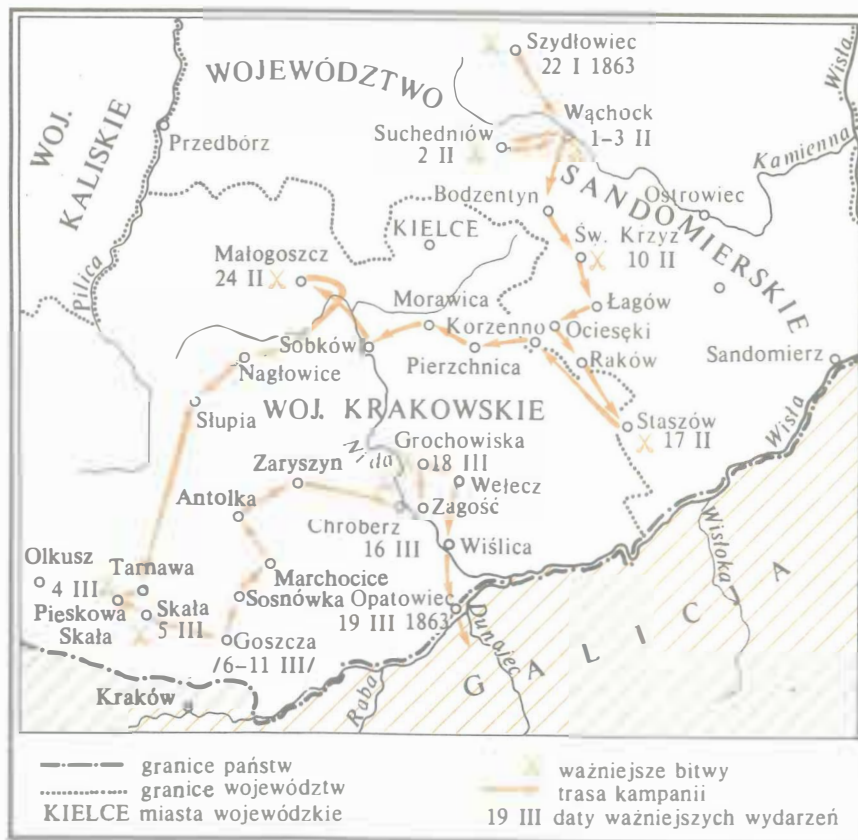 Szydłowiec
22 I 1863
WOJEWÓDZTWO
WOJ.
KALISKIE
Przedbórz
Wisła
Wąchock
1-3 II
Suchedniów
2 II
Kamienna
SANDOMIERSKIE
Bodzentyn
Ostrowiec
KIELCE
Św. Krzyz
10 II
Małogoszcz
24 II
Pilica
Łagów
Morawica
Korzenno
Ociesęki
Sobków
Pierzchnica
Raków
Sandomierz
Nagłowice
Słupia
WOJ. KRAKOWSKIE
Staszów
17 II
Wisła
Nida
Grochowiska
18 III
Zaryszyn
Wełecz
Antolka
Zagość
Chroberz
16 III
Wiślica
Wisłoka
Olkusz
Tarnawa
4 III
Marchocice
Pieskowa
Skała
Skała
5 III
Sosnówka
Opatowiec
19 III 1863
Dunajec
Goszcza
/6-11 III/
GALICA
Kraków
Raba
granice państw
granice województw
KIELCE miasta wojewódzkie
ważniejsze bitwy
trasa kampanii
19 III daty ważniejszych wydarzeń